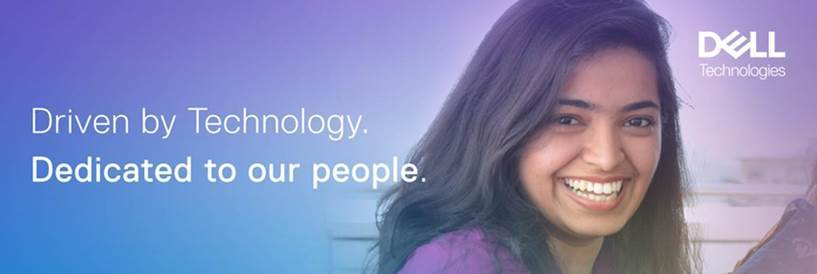 DELL
Technologies
Driven by Technology.
Dedicated to our people.